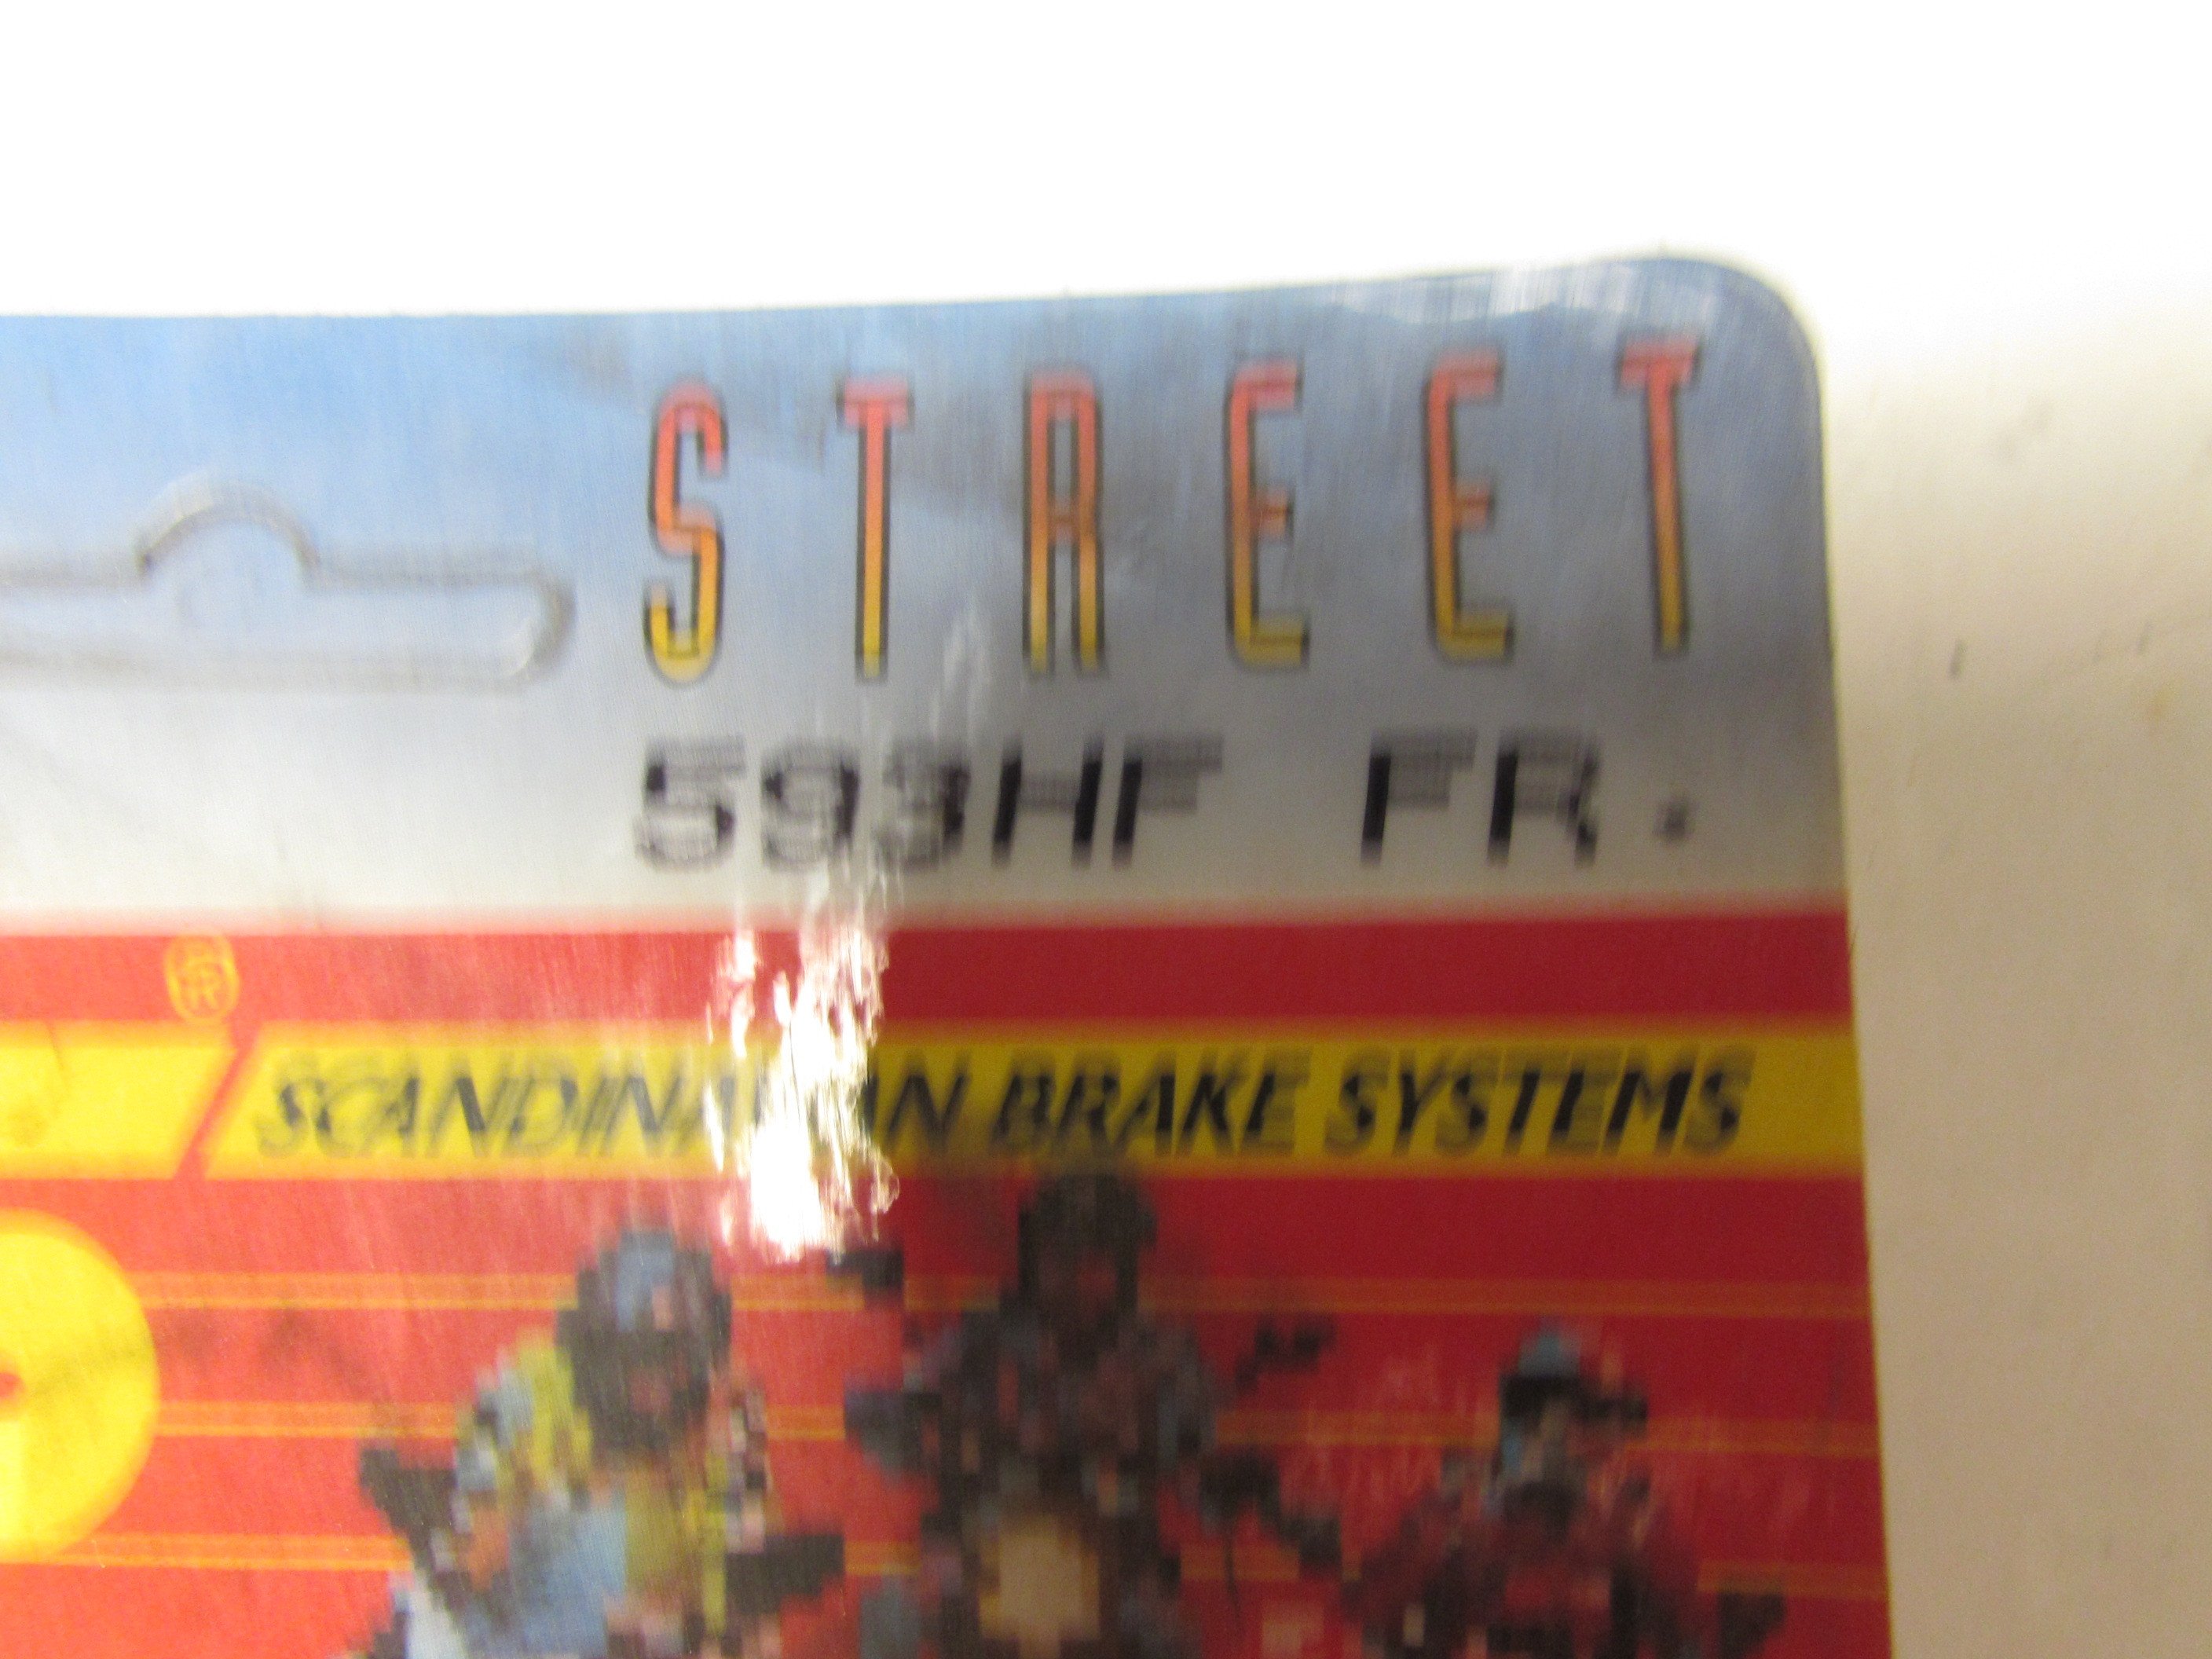 STREET
593HF FR.
®
SCANDINAVIAN BRAKE SYSTEMS